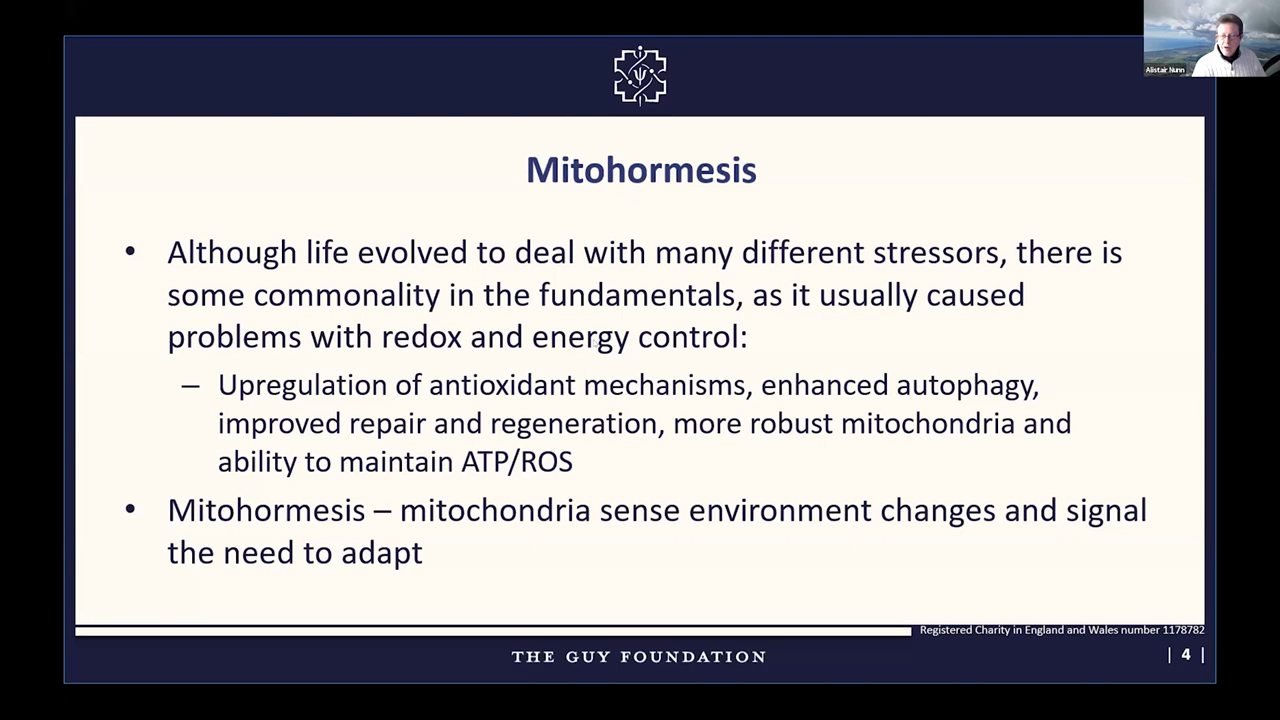 Alistair Nunn
Mitohormesis
• Although life evolved to deal with many different stressors, there is
some commonality in the fundamentals, as it usually caused
problems with redox and energy control:
– Upregulation of antioxidant mechanisms, enhanced autophagy,
improved repair and regeneration, more robust mitochondria and
ability to maintain ATP/ROS
• Mitohormesis – mitochondria sense environment changes and signal
the need to adapt
Registered Charity in England and Wales number 1178782
THE GUY FOUNDATION
| 4 |